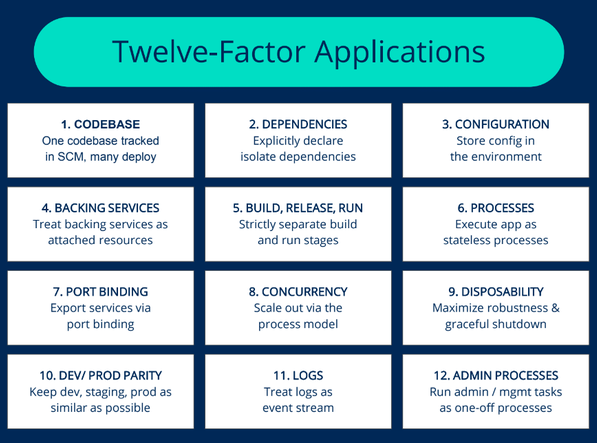 Twelve-Factor Applications
1. CODEBASE
One codebase tracked
in SCM, many deploy
2. DEPENDENCIES
Explicitly declare
isolate dependencies
3. CONFIGURATION
Store config in
the environment
4. BACKING SERVICES
Treat backing services as
attached resources
5. BUILD, RELEASE, RUN
Strictly separate build
and run stages
6. PROCESSES
Execute app as
stateless processes
7. PORT BINDING
Export services via
port binding
8. CONCURRENCY
Scale out via the
process model
9. DISPOSABILITY
Maximize robustness &
graceful shutdown
10. DEV/ PROD PARITY
Keep dev, staging, prod as
similar as possible
11. LOGS
Treat logs as
event stream
12. ADMIN PROCESSES
Run admin / mgmt tasks
as one-off processes